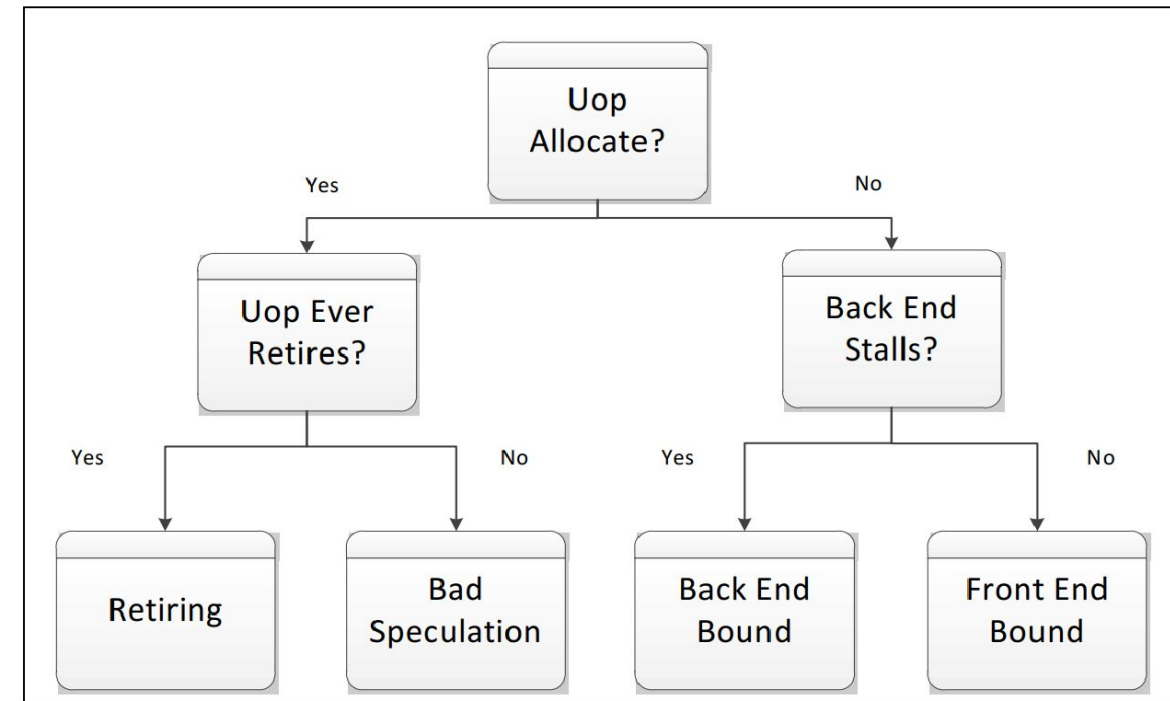 Uop
Allocate?
Yes
No
Uop Ever
Retires?
Back End
Stalls?
Yes
No
Yes
No
Retiring
Bad
Speculation
Back End
Bound
Front End
Bound